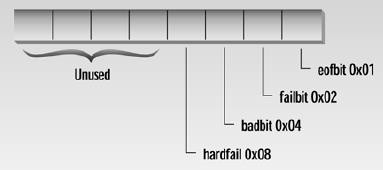 eofbit 0x01
Unused
failbit 0x02
badbit 0x04
hardfail 0x08